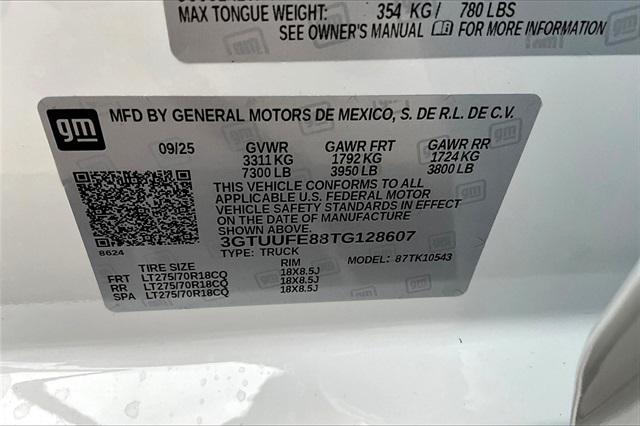 MAX TONGUE WEIGHT: 354 KG/ 780 LBS
SEE OWNER'S MANUAL FOR MORE INFORMATION
gm MFD BY GENERAL MOTORS DE MEXICO, S. DE R.L. DE C.V.
09/25 GVWR GAWR FRT GAWR RR
3311 KG 1792 KG 1724 KG
7300 LB 3950 LB 3800 LB
THIS VEHICLE CONFORMS TO ALL
APPLICABLE U.S. FEDERAL MOTOR
VEHICLE SAFETY STANDARDS IN EFFECT
ON THE DATE OF MANUFACTURE SHOWN ABOVE.
3GTUUFE88TG128607
8624 TYPE: TRUCK MODEL: 87TK10543
TIRE SIZE RIM
FRT LT275/70R18CQ 18X8.5J
RR LT275/70R18CQ 18X8.5J
SPA LT275/70R18CQ 18X8.5J